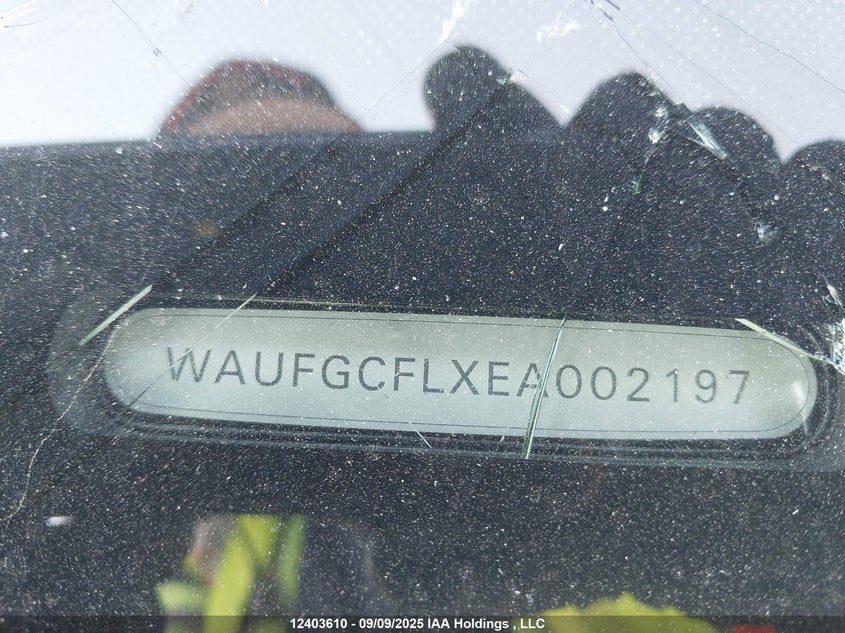 WAUFGCFLXEA002197
12403610 - 09/09/2025 IAA Holdings , LLC